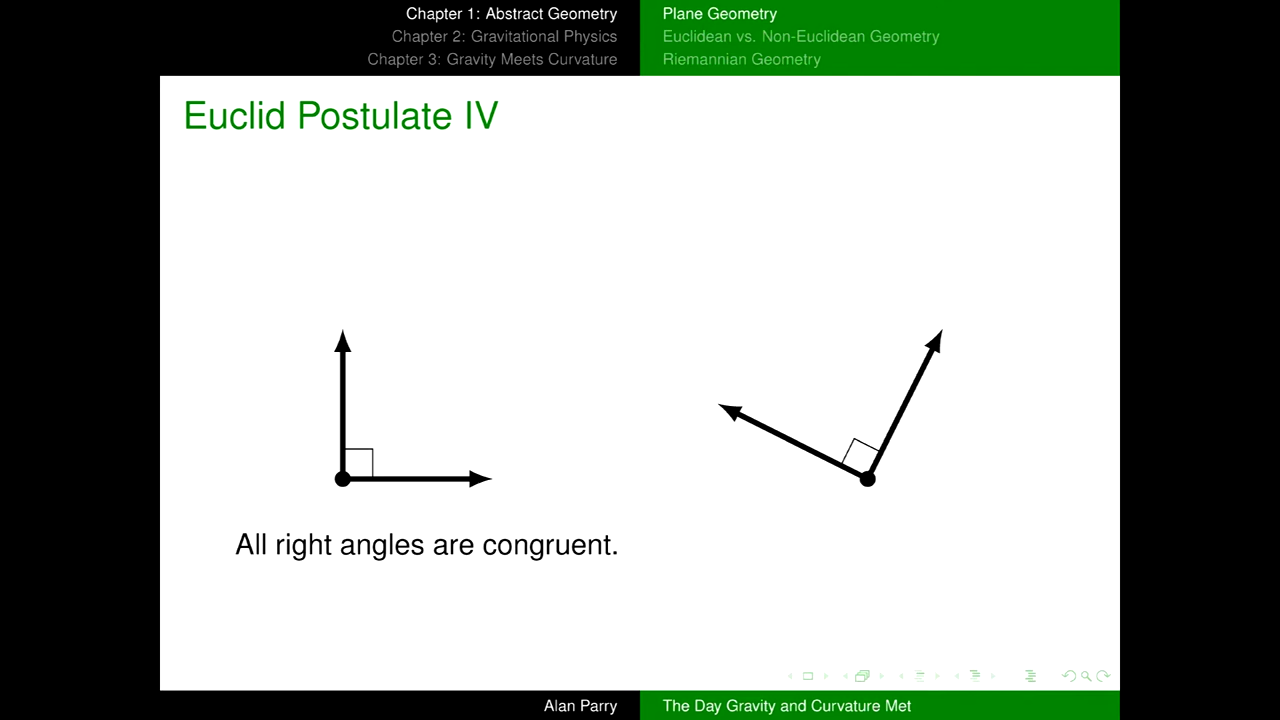 Chapter 1: Abstract Geometry
Chapter 2: Gravitational Physics
Chapter 3: Gravity Meets Curvature
Plane Geometry
Euclidean vs. Non-Euclidean Geometry
Riemannian Geometry
Euclid Postulate IV
All right angles are congruent.
Alan Parry
The Day Gravity and Curvature Met